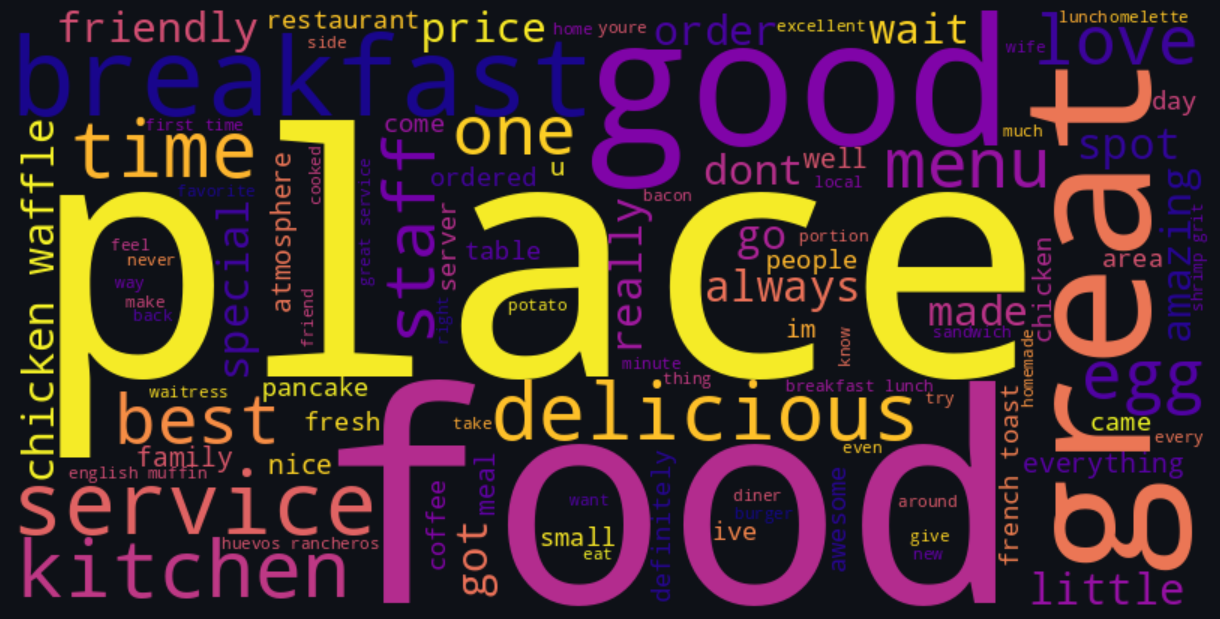 friendly
restaurant
side
price
home
youre
order
excellent
wait
wife
love
lunchomelette
breakfast
good
great
day
much
spot
amazing
shrimp grit
area
chicken waffle
time
first time
favorite
special
atmosphere
cooked
great service
friend
come
staff
ordered
one
u
server
right
table
really
bacon
dont
well
local
menu
place
feel
never
way
make
back
potato
go
portion
people
always
im
know
made
sandwich
chicken
homemade
minute
thing
breakfast lunch
try
egg
came
every
everything
waitress
pancake
best
fresh
family
english muffin
nice
take
delicious
even
service
huevos rancheros
kitchen
food
coffee
meal
got
want
small
eat
definitely
diner
burger
ive
awesome
around
give
new
french toast
little